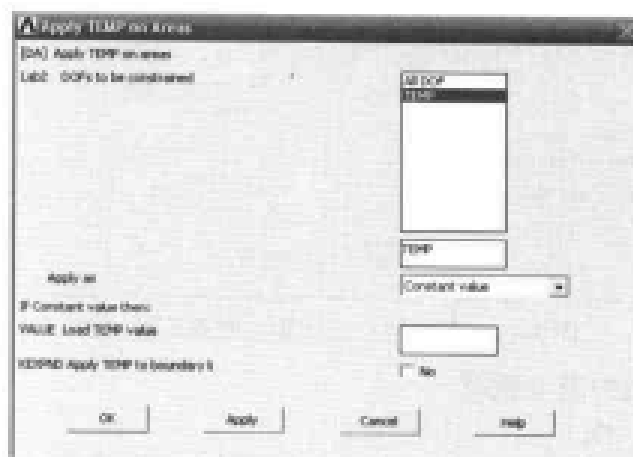 Apply TEMP on Areas
[DA] Apply TEMP on areas
Lab2 DOFs to be constrained
All DOF
TEMP
TEMP
Apply as
Constant value
If Constant value then:
VALUE Load TEMP value
KEXPND Apply TEMP to boundary
No
OK
Apply
Cancel
Help